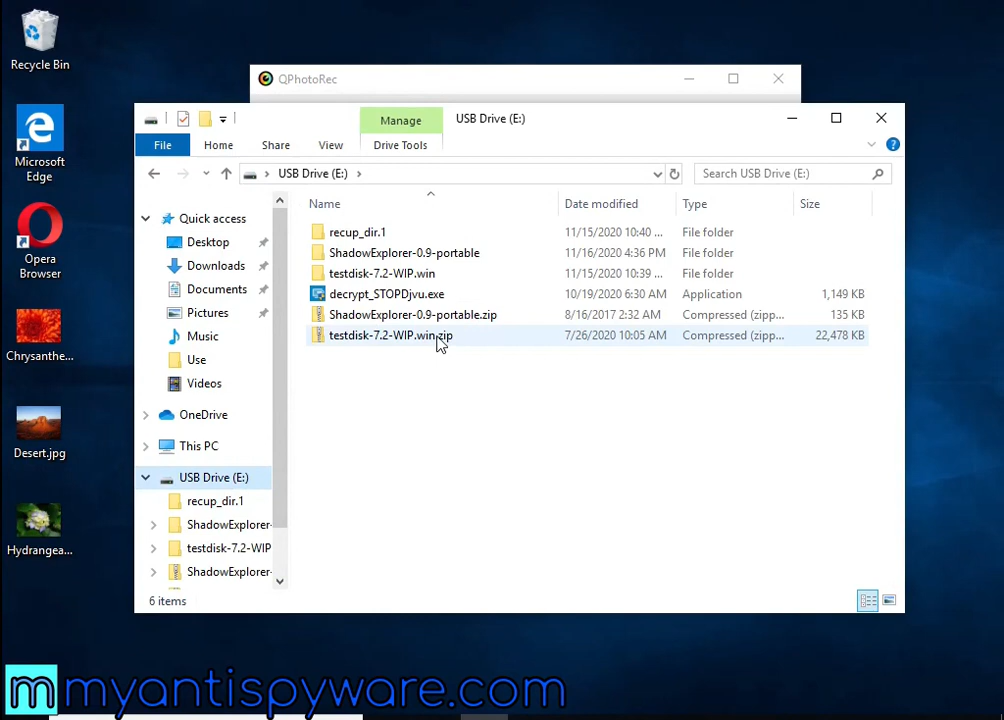 Recycle Bin
Microsoft
Edge
Opera
Browser
Chrysanthe...
Desert.jpg
Hydrangea...
QPhotoRec
Manage
USB Drive (E:)
File
Home
Share
View
Drive Tools
USB Drive (E:)
Search USB Drive (E:)
Quick access
Desktop
Downloads
Documents
Pictures
Music
Use
Videos
OneDrive
This PC
USB Drive (E:)
recup_dir.1
ShadowExplorer-
testdisk-7.2-WIP
ShadowExplorer-
Name Date modified Type Size
recup_dir.1 11/15/2020 10:40 ... File folder
ShadowExplorer-0.9-portable 11/16/2020 4:36 PM File folder
testdisk-7.2-WIP.win 11/15/2020 10:39 ... File folder
decrypt_STOPDjvu.exe 10/19/2020 6:30 AM Application 1,149 KB
ShadowExplorer-0.9-portable.zip 8/16/2017 2:32 AM Compressed (zipp... 135 KB
testdisk-7.2-WIP.win.zip 7/26/2020 10:05 AM Compressed (zipp... 22,478 KB
6 items
myantispyware.com